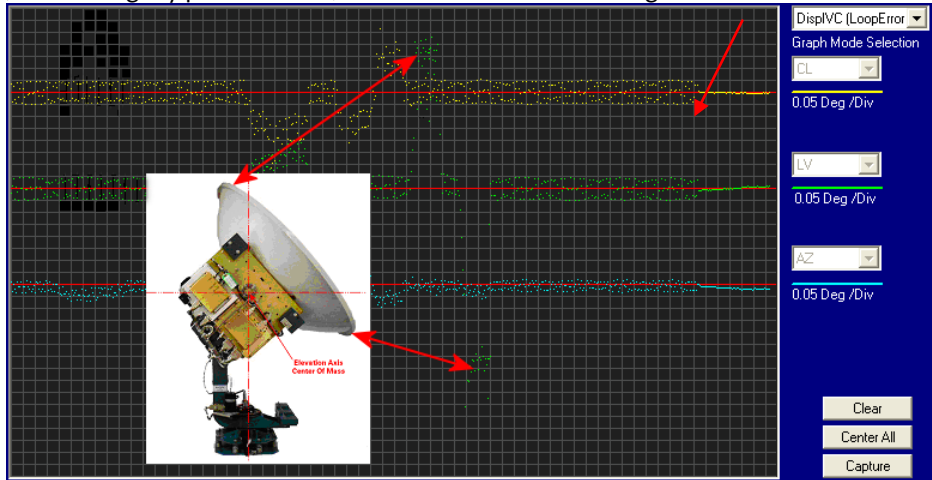 DispIVC (LoopError
Graph Mode Selection
CL
0.05 Deg /Div
LV
0.05 Deg /Div
AZ
0.05 Deg /Div
Elevation Axis
Center Of Mass
Clear
Center All
Capture